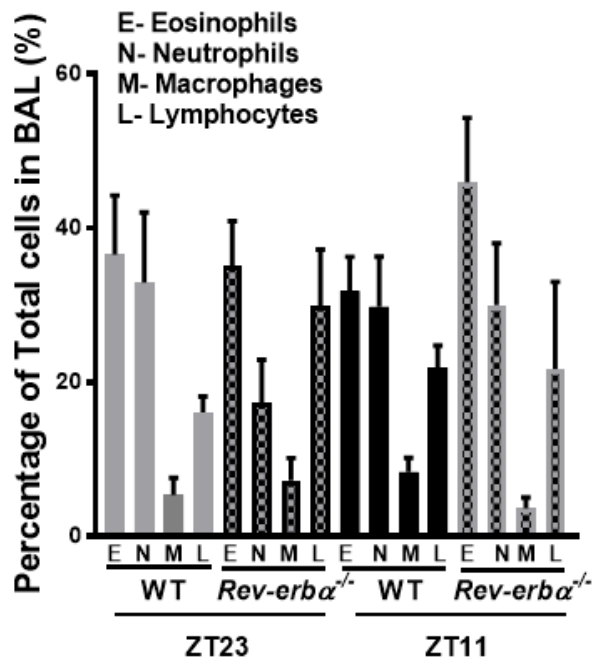 E- Eosinophils
N- Neutrophils
M- Macrophages
L- Lymphocytes
Percentage of Total cells in BAL (%)
60
40
20
0
E N M L E N M L E N M L E N M L
WT Rev-erbα-/- WT Rev-erbα-/-
ZT23 ZT11